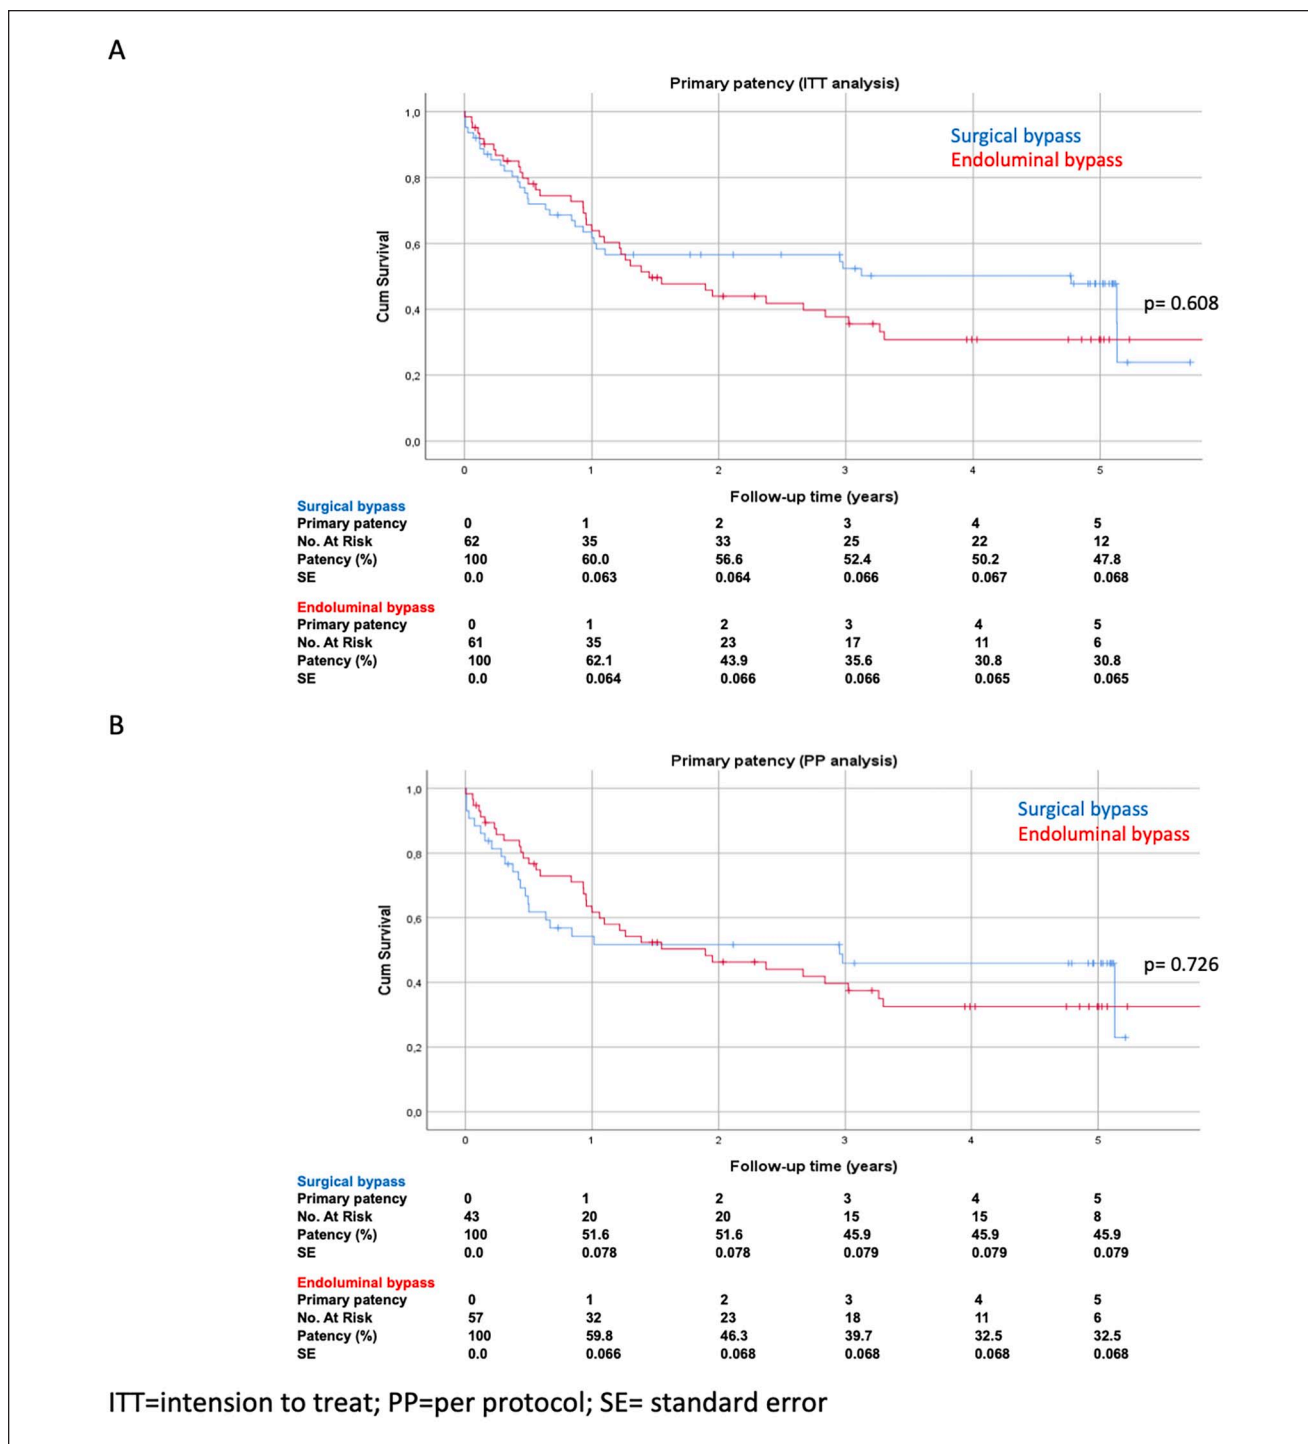 A
Primary patency (ITT analysis)
1,0
Surgical bypass
Endoluminal bypass
0,8
0,6
Cum Survival
0,4
p= 0.608
0,2
0,0
0 1 2 3 4 5
Follow-up time (years)
Surgical bypass
Primary patency 0 1 2 3 4 5
No. At Risk 62 35 33 25 22 12
Patency (%) 100 60.0 56.6 52.4 50.2 47.8
SE 0.0 0.063 0.064 0.066 0.067 0.068
Endoluminal bypass
Primary patency 0 1 2 3 4 5
No. At Risk 61 35 23 17 11 6
Patency (%) 100 62.1 43.9 35.6 30.8 30.8
SE 0.0 0.064 0.066 0.066 0.065 0.065
B
Primary patency (PP analysis)
1,0
Surgical bypass
Endoluminal bypass
0,8
0,6
Cum Survival
p= 0.726
0,4
0,2
0,0
0 1 2 3 4 5
Follow-up time (years)
Surgical bypass
Primary patency 0 1 2 3 4 5
No. At Risk 43 20 20 15 15 8
Patency (%) 100 51.6 51.6 45.9 45.9 45.9
SE 0.0 0.078 0.078 0.079 0.079 0.079
Endoluminal bypass
Primary patency 0 1 2 3 4 5
No. At Risk 57 32 23 18 11 6
Patency (%) 100 59.8 46.3 39.7 32.5 32.5
SE 0.0 0.066 0.068 0.068 0.068 0.068
ITT=intension to treat; PP=per protocol; SE= standard error